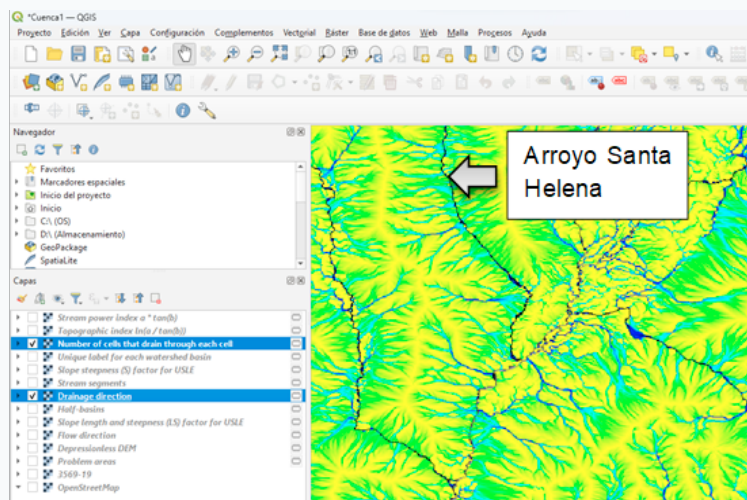 *Cuenca1 — QGIS
Proyecto Edición Ver Capa Configuración Complementos Vectorial Ráster Base de datos Web Malla Procesos Ayuda
Navegador
Favoritos
Marcadores espaciales
Inicio del proyecto
Inicio
C:\ (OS)
D:\ (Almacenamiento)
GeoPackage
SpatiaLite
Capas
Stream power index a * tan(b)
Topographic index ln(a / tan(b))
Number of cells that drain through each cell
Unique label for each watershed basin
Slope steepness (S) factor for USLE
Stream segments
Drainage direction
Half-basins
Slope length and steepness (LS) factor for USLE
Flow direction
Depressionless DEM
Problem areas
3569-19
OpenStreetMap
Arroyo Santa
Helena